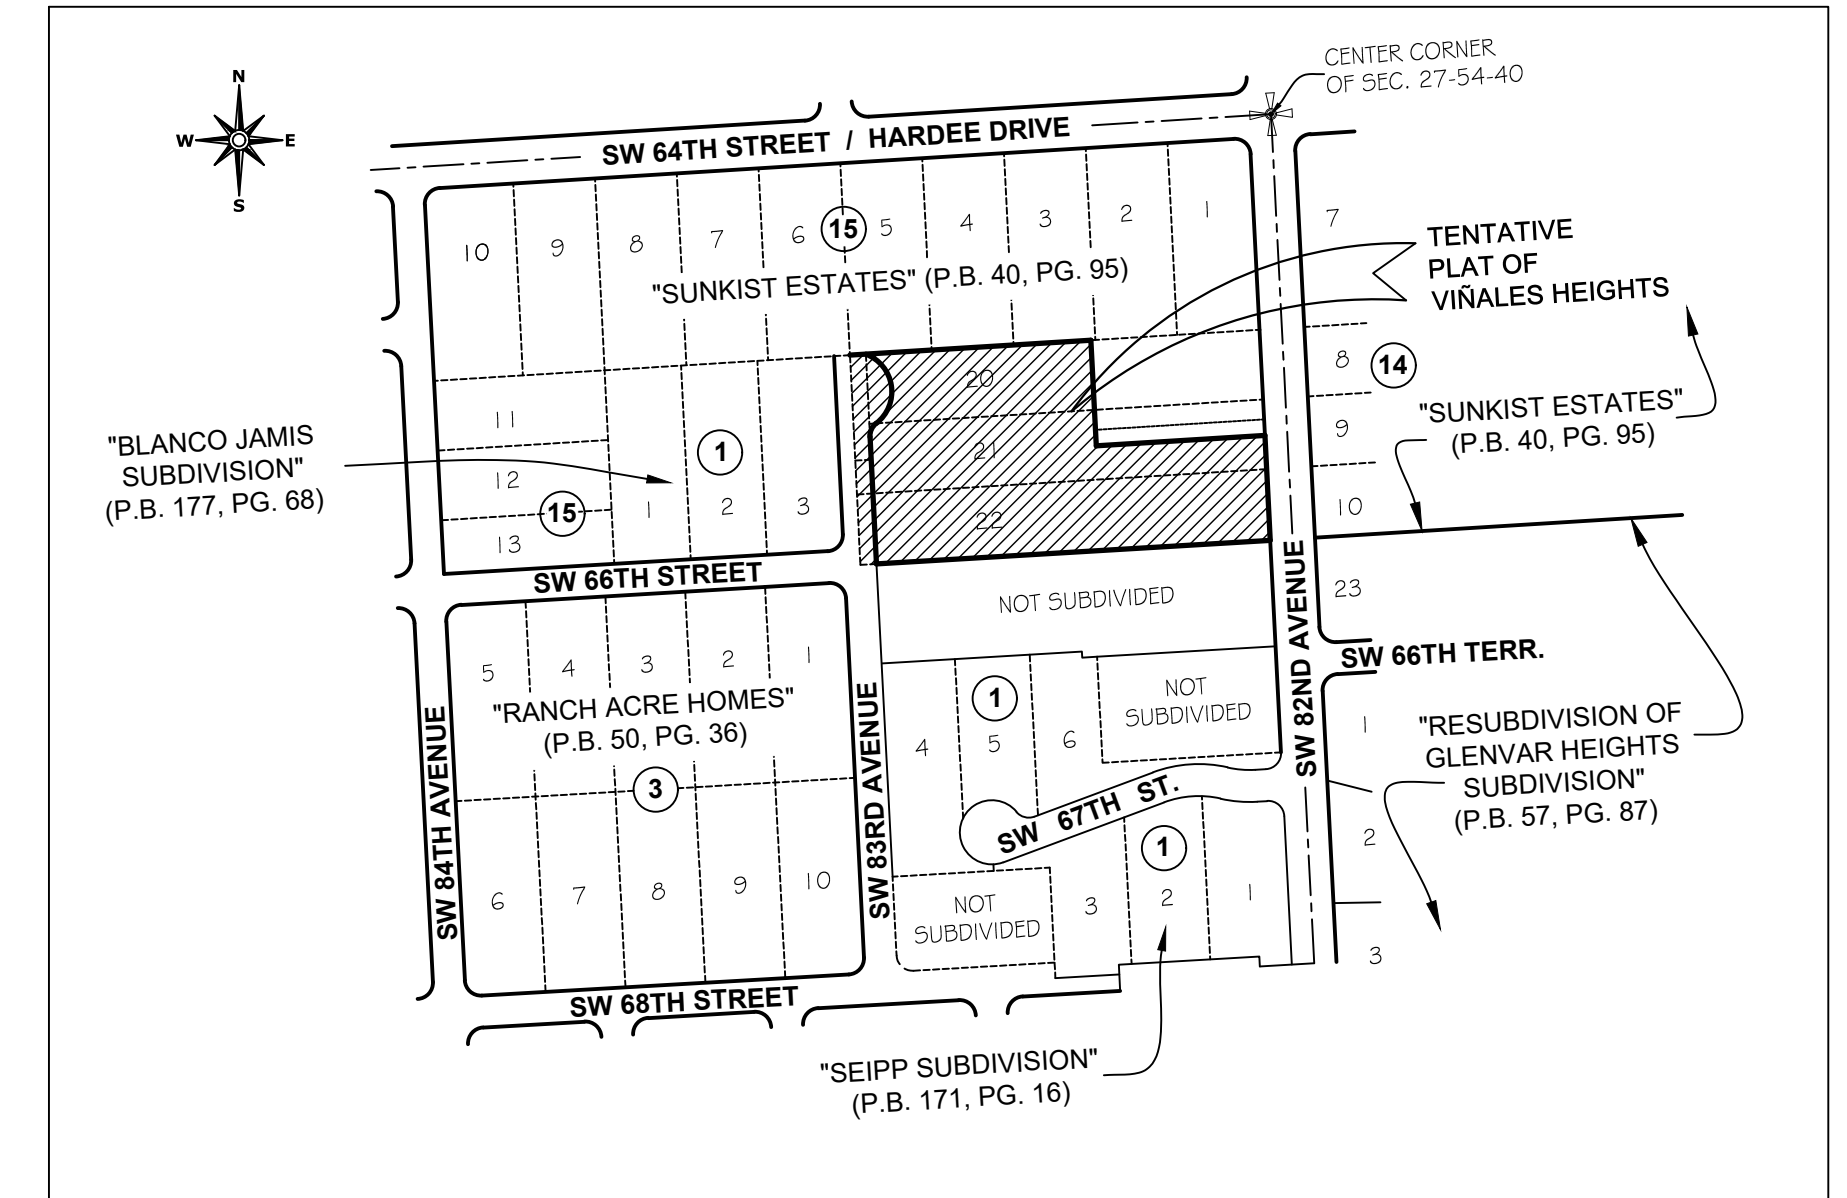 N
W E
S
CENTER CORNER
OF SEC. 27-54-40
SW 64TH STREET / HARDEE DRIVE
10 9 8 7 6 15 5 4 3 2 1
7
"SUNKIST ESTATES" (P.B. 40, PG. 95)
TENTATIVE
PLAT OF
VIÑALES HEIGHTS
8 14
9
10
"SUNKIST ESTATES"
(P.B. 40, PG. 95)
20
21
22
11
12
15
13
1
1 2 3
"BLANCO JAMIS
SUBDIVISION"
(P.B. 177, PG. 68)
SW 66TH STREET
NOT SUBDIVIDED
SW 82ND AVENUE
23
SW 66TH TERR.
5 4 3 2 1
"RANCH ACRE HOMES"
(P.B. 50, PG. 36)
3
6 7 8 9 10
SW 84TH AVENUE
SW 83RD AVENUE
1
4 5 6
NOT
SUBDIVIDED
SW 67TH ST.
1
3 2 1
NOT
SUBDIVIDED
1
2
3
"RESUBDIVISION OF
GLENVAR HEIGHTS
SUBDIVISION"
(P.B. 57, PG. 87)
SW 68TH STREET
"SEIPP SUBDIVISION"
(P.B. 171, PG. 16)